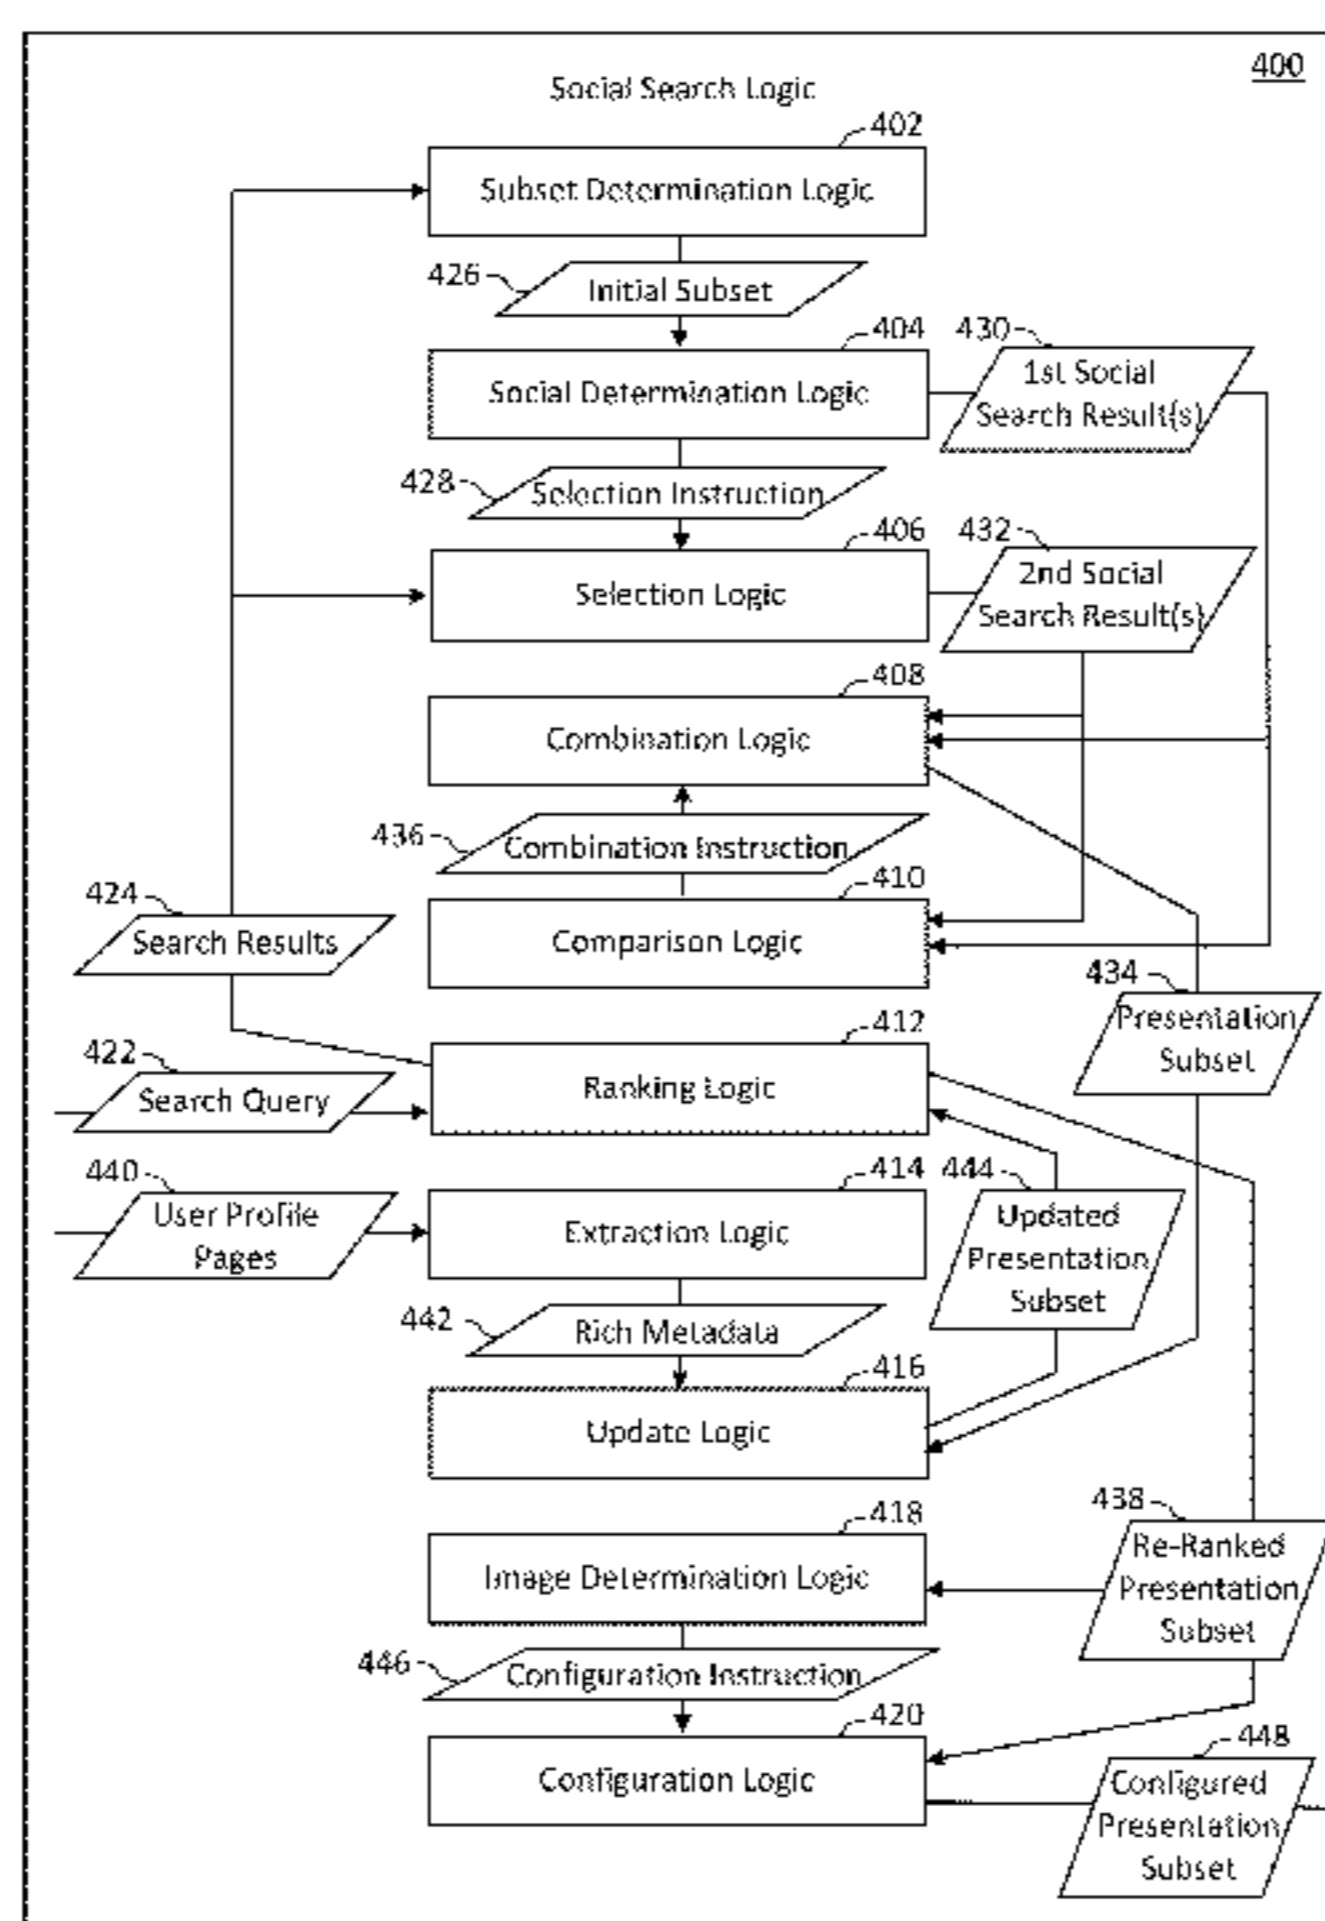 400
Social Search Logic
402
Subset Determination Logic
426
Initial Subset
404
430
Social Determination Logic
1st Social
Search Result(s)
428
Selection Instruction
406
432
Selection Logic
2nd Social
Search Result(s)
408
Combination Logic
436
Combination Instruction
424
410
Search Results
Comparison Logic
434
Presentation
Subset
412
422
Ranking Logic
Search Query
440
414
444
User Profile
Pages
Extraction Logic
Updated
Presentation
Subset
442
Rich Metadata
416
Update Logic
418
438
Image Determination Logic
Re-Ranked
Presentation
Subset
446
Configuration Instruction
420
448
Configuration Logic
Configured
Presentation
Subset